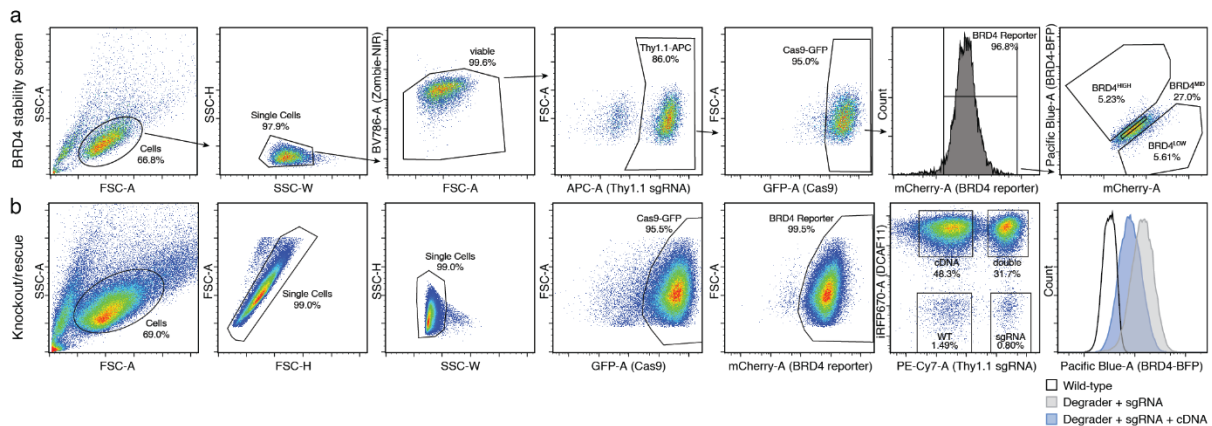 a
BRD4 stability screen
SSC-A
Cells
66.8%
FSC-A
SSC-H
Single Cells
97.9%
SSC-W
BV786-A (Zombie-NIR)
viable
99.6%
FSC-A
FSC-A
Thy1.1-APC
86.0%
APC-A (Thy1.1 sgRNA)
FSC-A
Cas9-GFP
95.0%
GFP-A (Cas9)
Count
BRD4 Reporter
96.8%
mCherry-A (BRD4 reporter)
Pacific Blue-A (BRD4-BFP)
BRD4HIGH
5.23%
BRD4MID
27.0%
BRD4LOW
5.61%
mCherry-A
b
Knockout/rescue
SSC-A
Cells
69.0%
FSC-A
FSC-A
Single Cells
99.0%
FSC-H
SSC-H
Single Cells
99.0%
SSC-W
FSC-A
Cas9-GFP
95.5%
GFP-A (Cas9)
FSC-A
BRD4 Reporter
99.5%
mCherry-A (BRD4 reporter)
iRFP670-A (DCAF11)
cDNA
48.3%
double
31.7%
WT
1.49%
sgRNA
0.80%
PE-Cy7-A (Thy1.1 sgRNA)
Count
Pacific Blue-A (BRD4-BFP)
Wild-type
Degrader + sgRNA
Degrader + sgRNA + cDNA